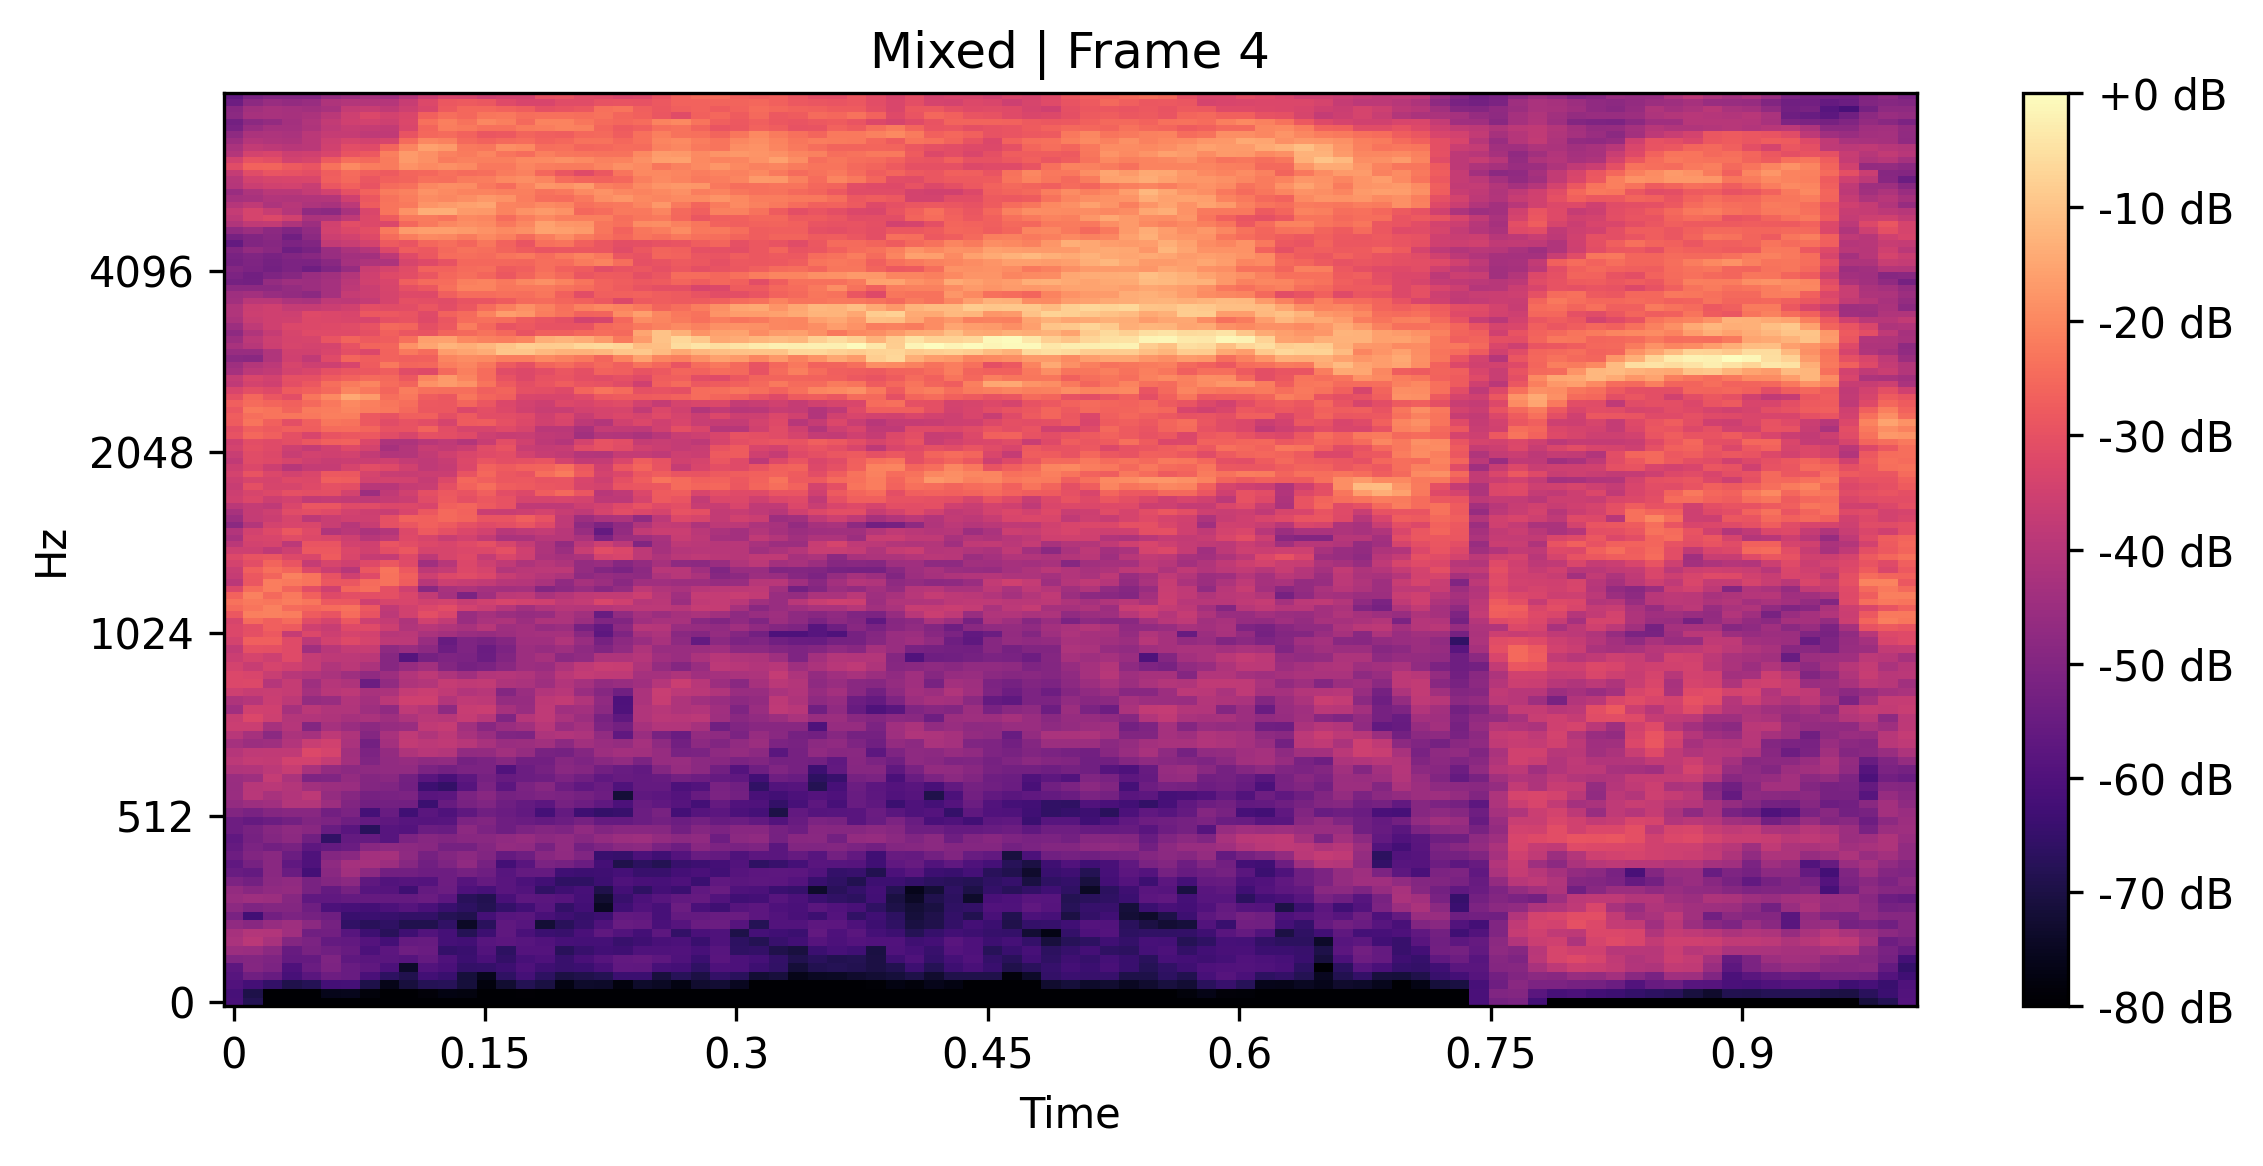 Mixed | Frame 4
+0 dB
-10 dB
-20 dB
-30 dB
-40 dB
-50 dB
-60 dB
-70 dB
-80 dB
Hz
4096
2048
1024
512
0
0 0.15 0.3 0.45 0.6 0.75 0.9
Time